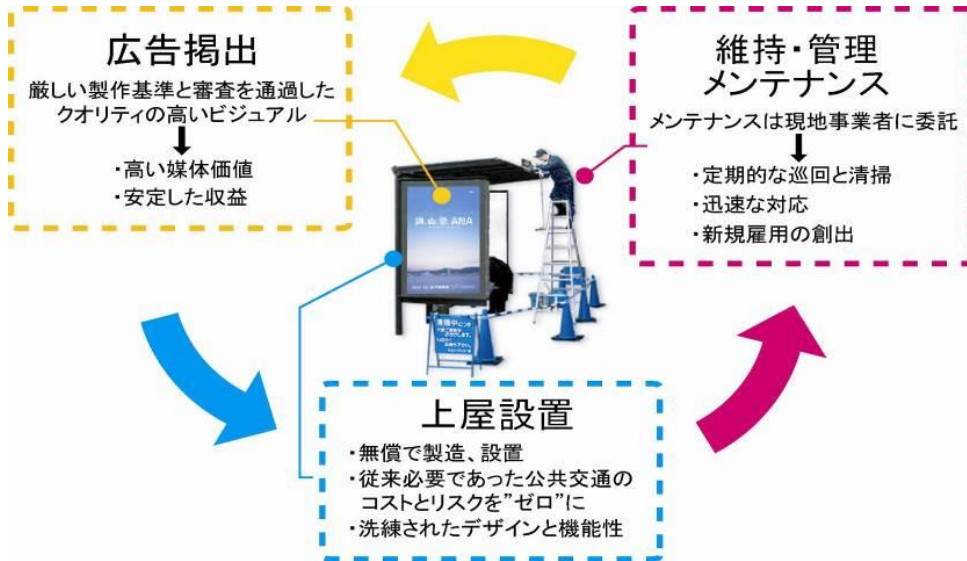 広告掲出
厳しい製作基準と審査を通過した
クオリティの高いビジュアル
・高い媒体価値
・安定した収益
維持・管理
メンテナンス
メンテナンスは現地事業者に委託
・定期的な巡回と清掃
・迅速な対応
・新規雇用の創出
ANA
清掃中につき
上屋設置
・無償で製造、設置
・従来必要であった公共交通の
コストとリスクを”ゼロ”に
・洗練されたデザインと機能性